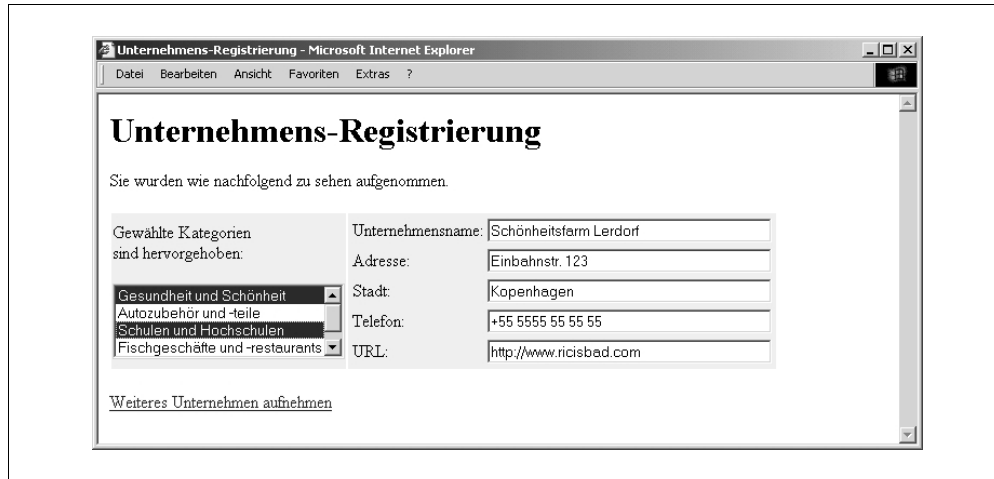 Unternehmens-Registrierung - Microsoft Internet Explorer
Datei Bearbeiten Ansicht Favoriten Extras ?
Unternehmens-Registrierung
Sie wurden wie nachfolgend zu sehen aufgenommen.
Gewählte Kategorien
sind hervorgehoben:
Gesundheit und Schönheit
Autozubehör und -teile
Schulen und Hochschulen
Fischgeschäfte und -restaurants
Unternehmensname: Schönheitsfarm Lerdorf
Adresse: Einbahnstr. 123
Stadt: Kopenhagen
Telefon: +55 5555 55 55 55
URL: http://www.ricisbad.com
Weiteres Unternehmen aufnehmen